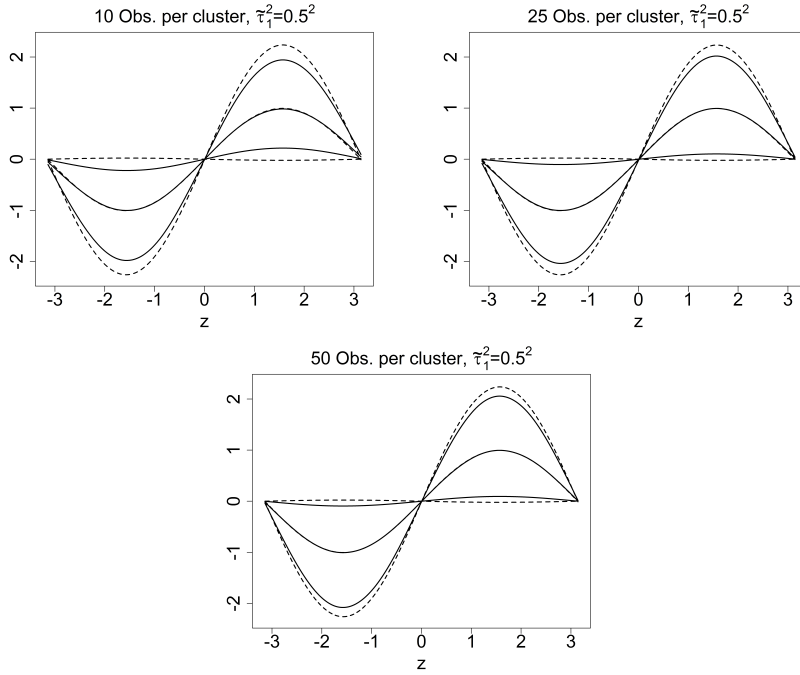 10 Obs. per cluster, τ̃₁²=0.5²
2
1
0
-1
-2
-3 -2 -1 0 1 2 3
z
25 Obs. per cluster, τ̃₁²=0.5²
2
1
0
-1
-2
-3 -2 -1 0 1 2 3
z
50 Obs. per cluster, τ̃₁²=0.5²
2
1
0
-1
-2
-3 -2 -1 0 1 2 3
z